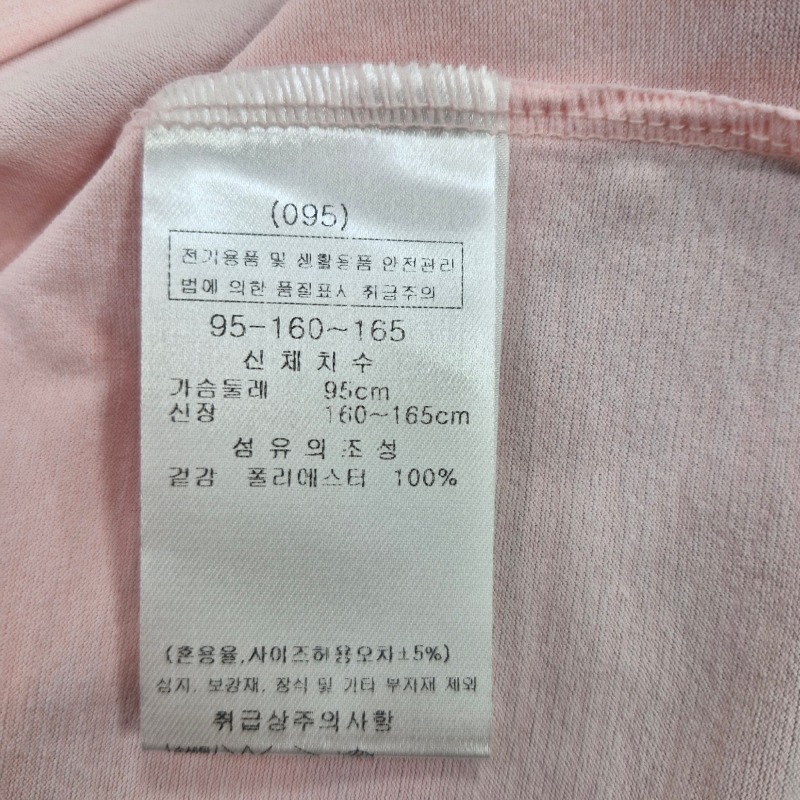 (095)
전기용품 및 생활용품 안전관리
법에 의한 품질표시 취급주의
95-160~165
신체치수
가슴둘레 95cm
신장 160~165cm
섬유의조성
겉감 폴리에스터 100%
(혼용율,사이즈허용오차±5%)
심지, 보강재, 장식 및 기타 부자재 제외
취급상주의사항